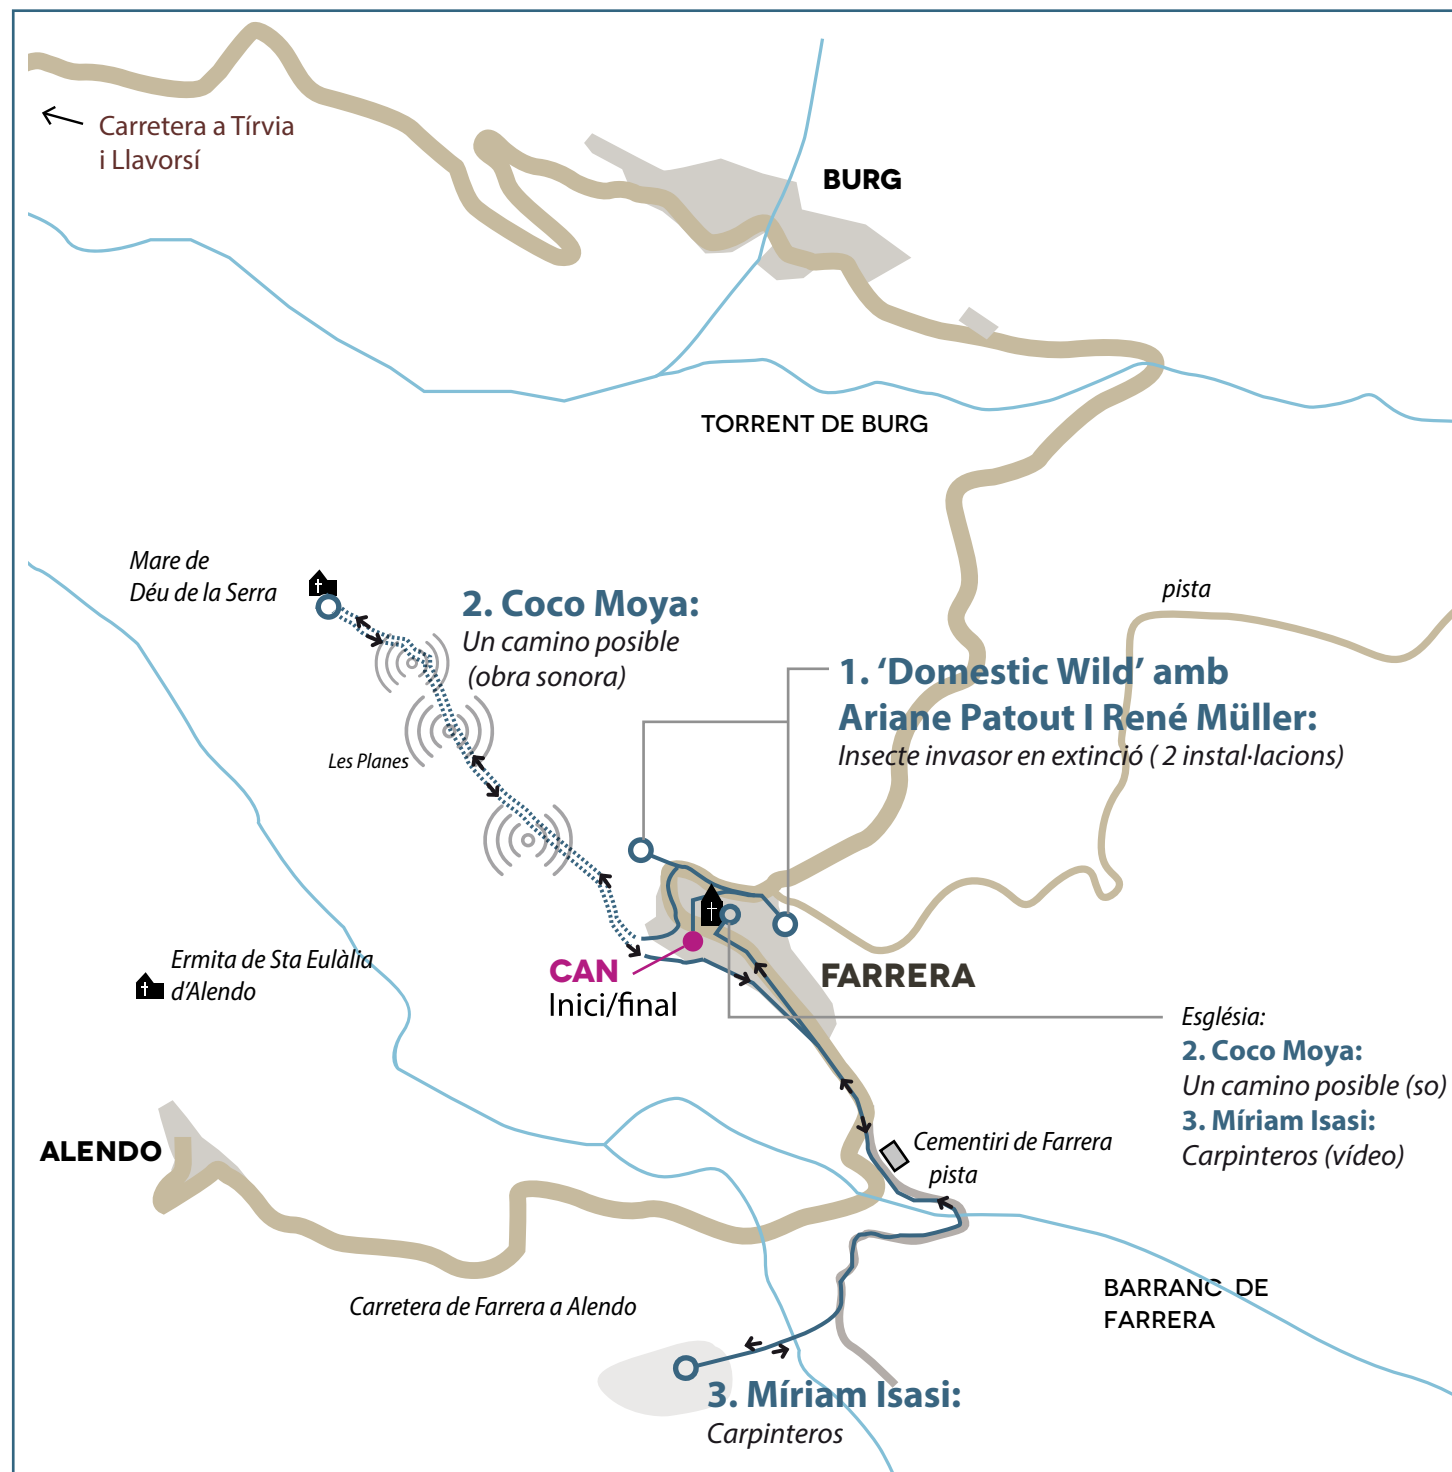 Carretera a Tírvia
i Llavorsí
BURG
TORRENT DE BURG
Mare de
Déu de la Serra
2. Coco Moya:
Un camino posible
(obra sonora)
pista
1. ‘Domestic Wild’ amb
Ariane Patout I René Müller:
Insecte invasor en extinció ( 2 instal·lacions)
Les Planes
Ermita de Sta Eulàlia
d’Alendo
CAN
Inici/final
FARRERA
Església:
2. Coco Moya:
Un camino posible (so)
3. Míriam Isasi:
Carpinteros (vídeo)
ALENDO
Cementiri de Farrera
pista
Carretera de Farrera a Alendo
BARRANC DE
FARRERA
3. Míriam Isasi:
Carpinteros